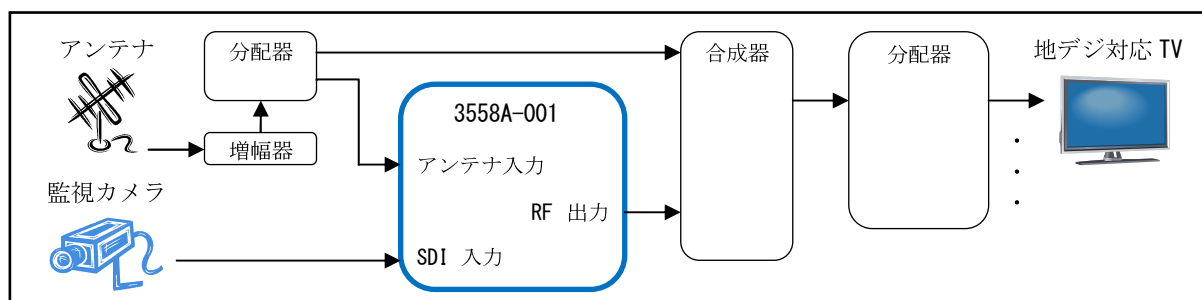 アンテナ
分配器
合成器
分配器
地デジ対応 TV
3558A-001
増幅器
アンテナ入力
監視カメラ
RF 出力
SDI 入力